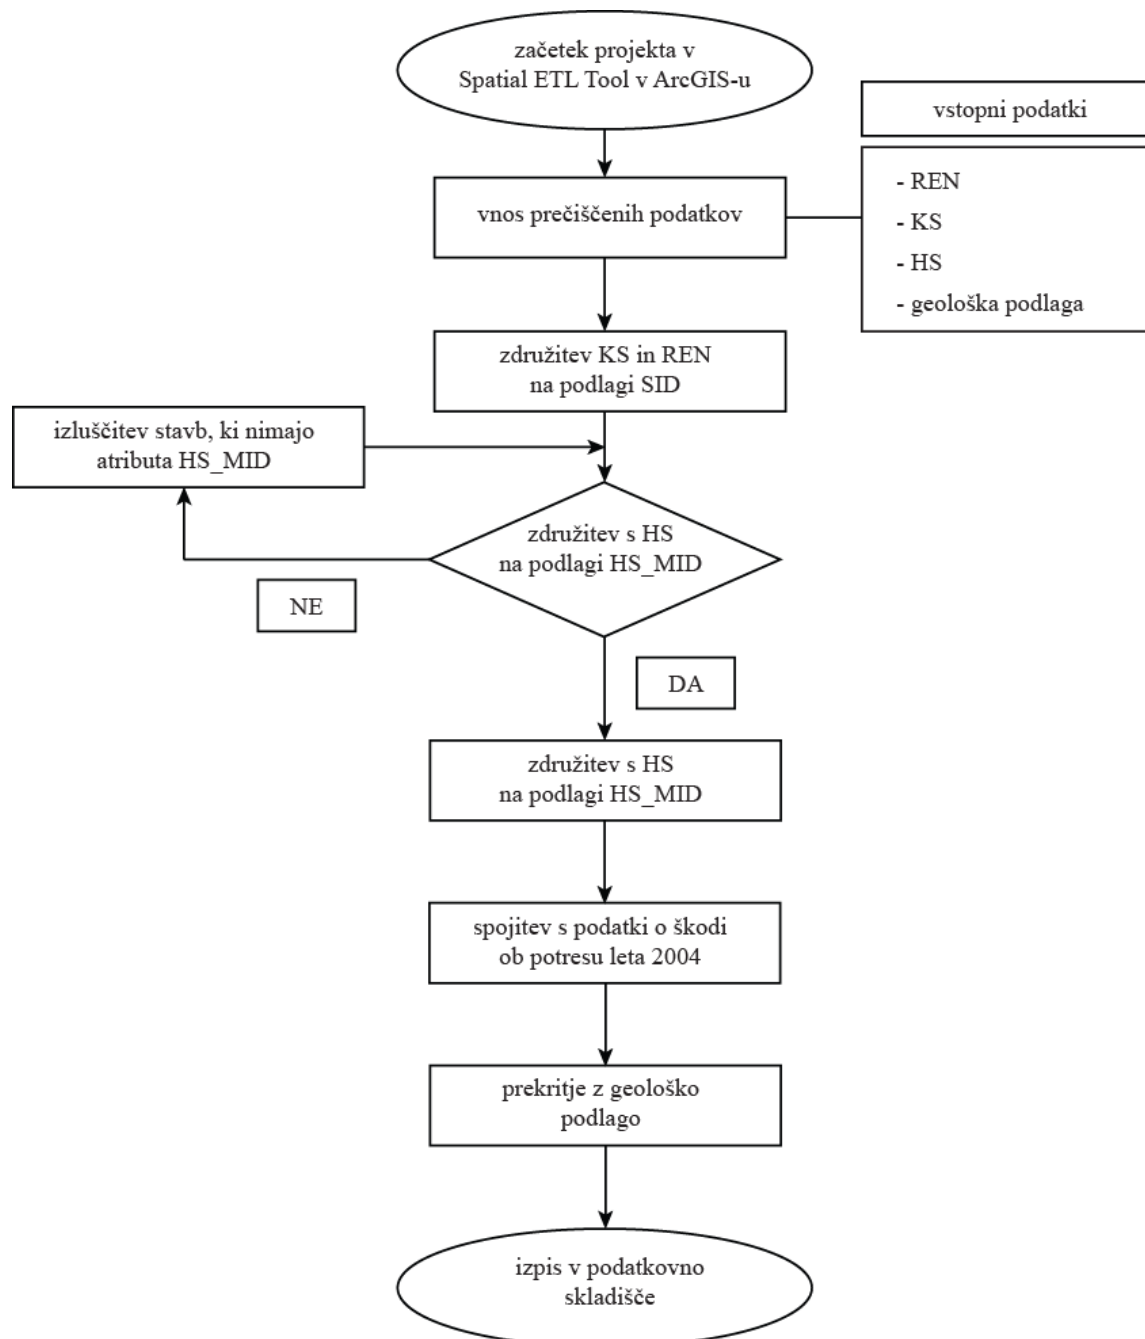 začetek projekta v
Spatial ETL Tool v ArcGIS-u
vstopni podatki
vnos prečiščenih podatkov
- REN
- KS
- HS
- geološka podlaga
združitev KS in REN
na podlagi SID
izluščitev stavb, ki nimajo
atributa HS_MID
združitev s HS
na podlagi HS_MID
NE
DA
združitev s HS
na podlagi HS_MID
spojitev s podatki o škodi
ob potresu leta 2004
prekritje z geološko
podlago
izpis v podatkovno
skladišče